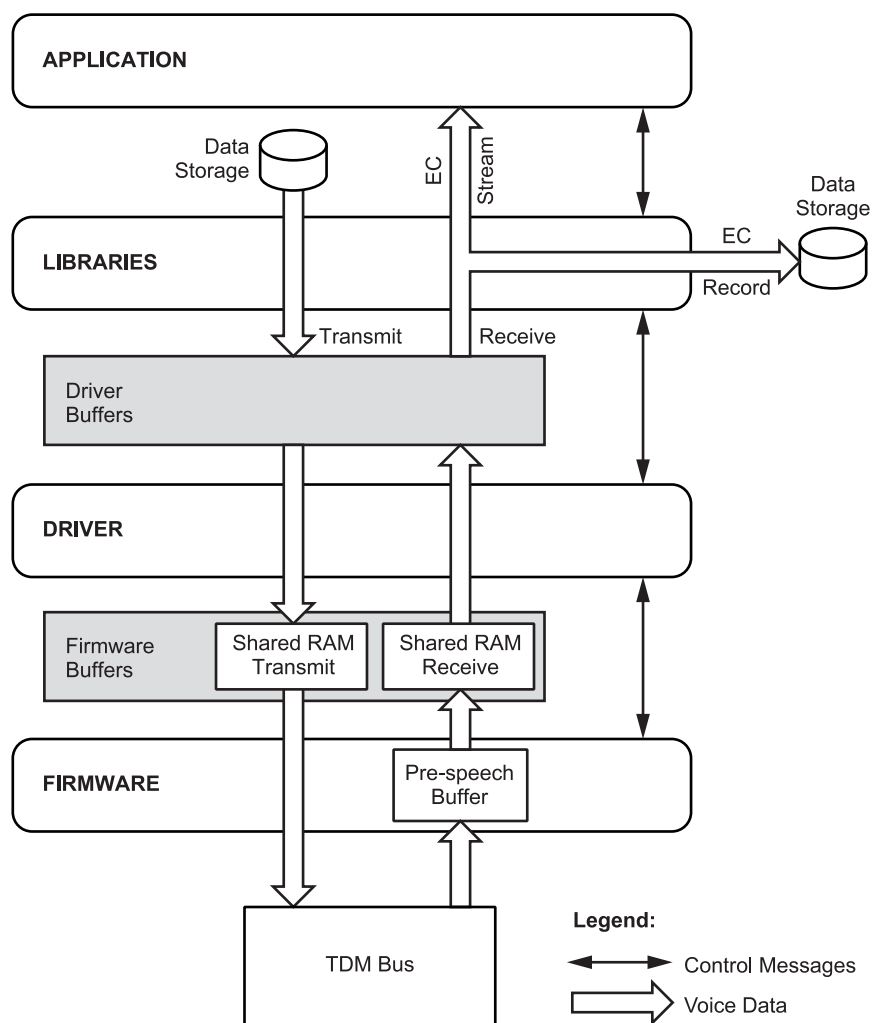 APPLICATION
Data
Storage
EC
Stream
Data
Storage
LIBRARIES
EC
Record
Transmit
Receive
Driver
Buffers
DRIVER
Firmware
Buffers
Shared RAM
Transmit
Shared RAM
Receive
FIRMWARE
Pre-speech
Buffer
TDM Bus
Legend:
Control Messages
Voice Data